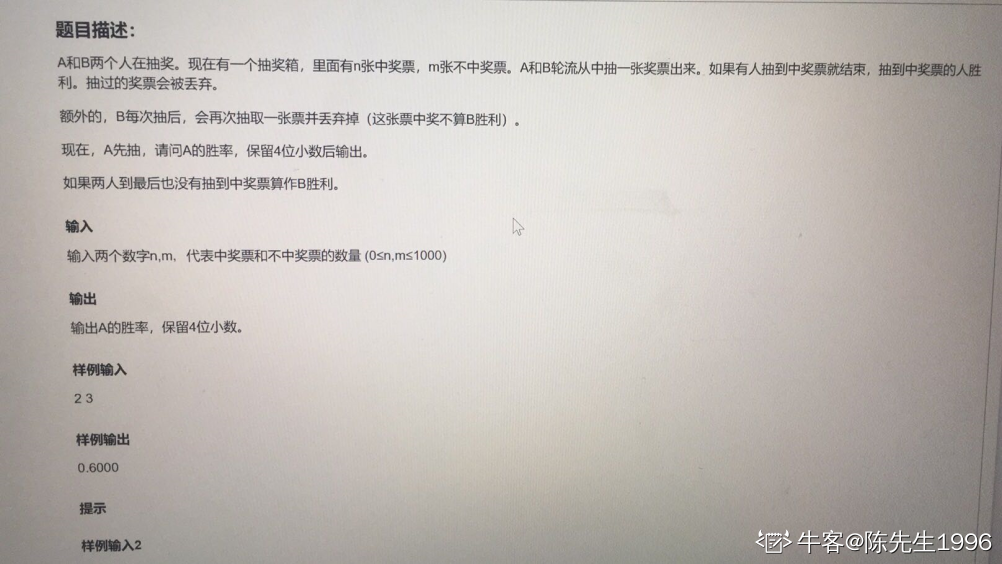 题目描述：
A和B两个人在抽奖。现在有一个抽奖箱，里面有n张中奖票，m张不中奖票。A和B轮流从中抽一张奖票出来。如果有人抽到中奖票就结束，抽到中奖票的人胜
利。抽过的奖票会被丢弃。
额外的，B每次抽后，会再次抽取一张票并丢弃掉（这张票中奖不算B胜利）。
现在，A先抽，请问A的胜率，保留4位小数后输出。
如果两人到最后也没有抽到中奖票算作B胜利。
输入
输入两个数字n,m，代表中奖票和不中奖票的数量 (0≤n,m≤1000)
输出
输出A的胜率，保留4位小数。
样例输入
2 3
样例输出
0.6000
提示
样例输入2
牛客@陈先生1996